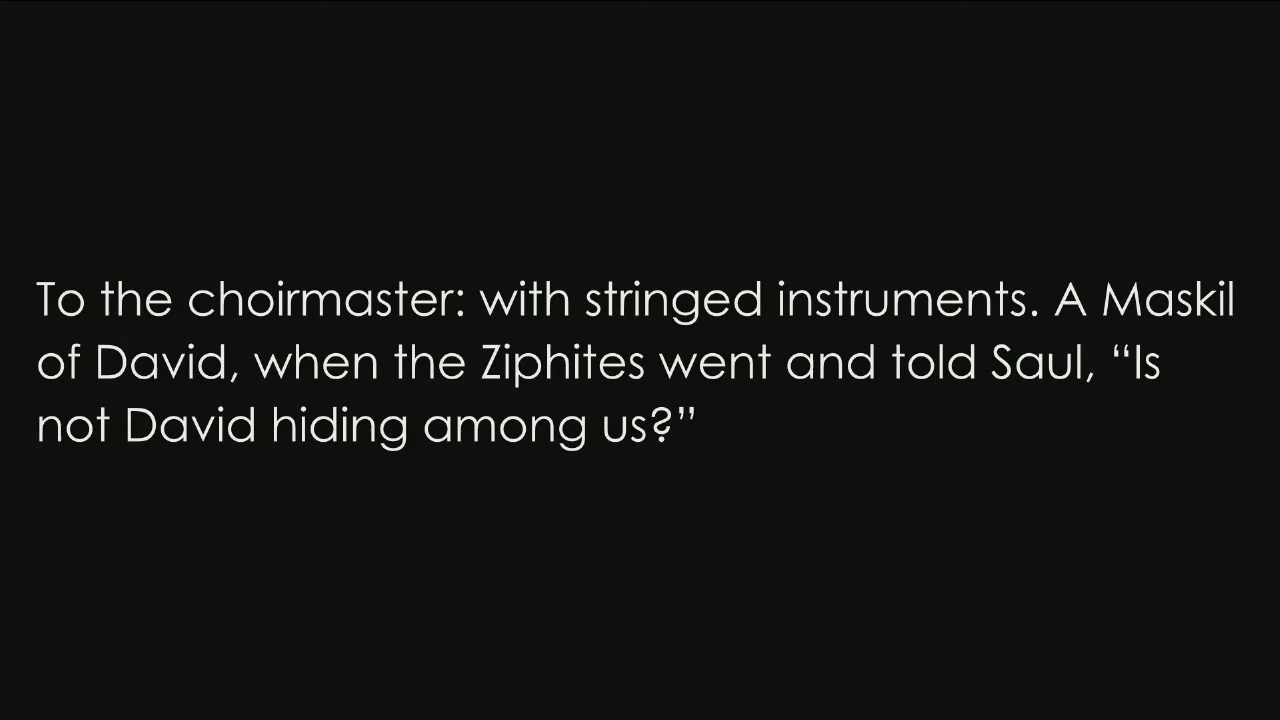 To the choirmaster: with stringed instruments. A Maskil
of David, when the Ziphites went and told Saul, “Is
not David hiding among us?”